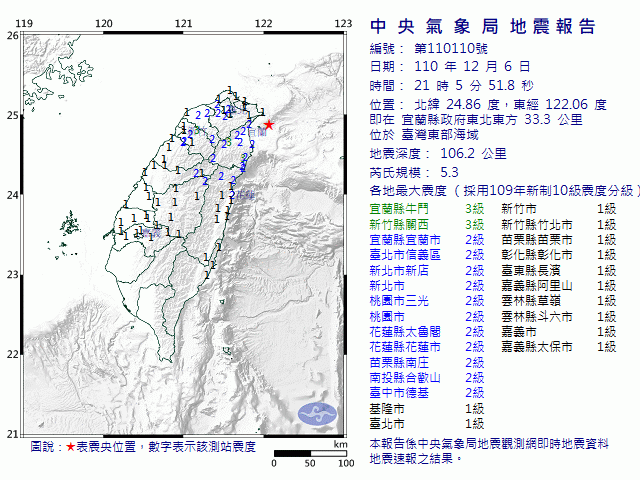 中央氣象局地震報告
編號： 第110110號
日期： 110 年 12 月 6 日
時間： 21 時 5 分 51.8 秒
位置： 北緯 24.86 度，東經 122.06 度
即在 宜蘭縣政府東北東方 33.3 公里
位於 臺灣東部海域
地震深度： 106.2 公里
芮氏規模： 5.3
各地最大震度（採用109年新制10級震度分級）
宜蘭縣牛鬥 3級 新竹市 1級
新竹縣關西 3級 新竹縣竹北市 1級
宜蘭縣宜蘭市 2級 苗栗縣苗栗市 1級
臺北市信義區 2級 彰化縣彰化市 1級
新北市新店 2級 臺東縣長濱 1級
新北市 2級 嘉義縣阿里山 1級
桃園市三光 2級 雲林縣草嶺 1級
桃園市 2級 雲林縣斗六市 1級
花蓮縣太魯閣 2級 嘉義市 1級
花蓮縣花蓮市 2級 嘉義縣太保市 1級
苗栗縣南庄 2級
南投縣合歡山 2級
臺中市德基 2級
基隆市 1級
臺北市 1級
本報告係中央氣象局地震觀測網即時地震資料
地震速報之結果。
119 120 121 122 123
26
25
24
23
22
21
宜蘭
圖說：★表震央位置，數字表示該測站震度
km
0 50 100